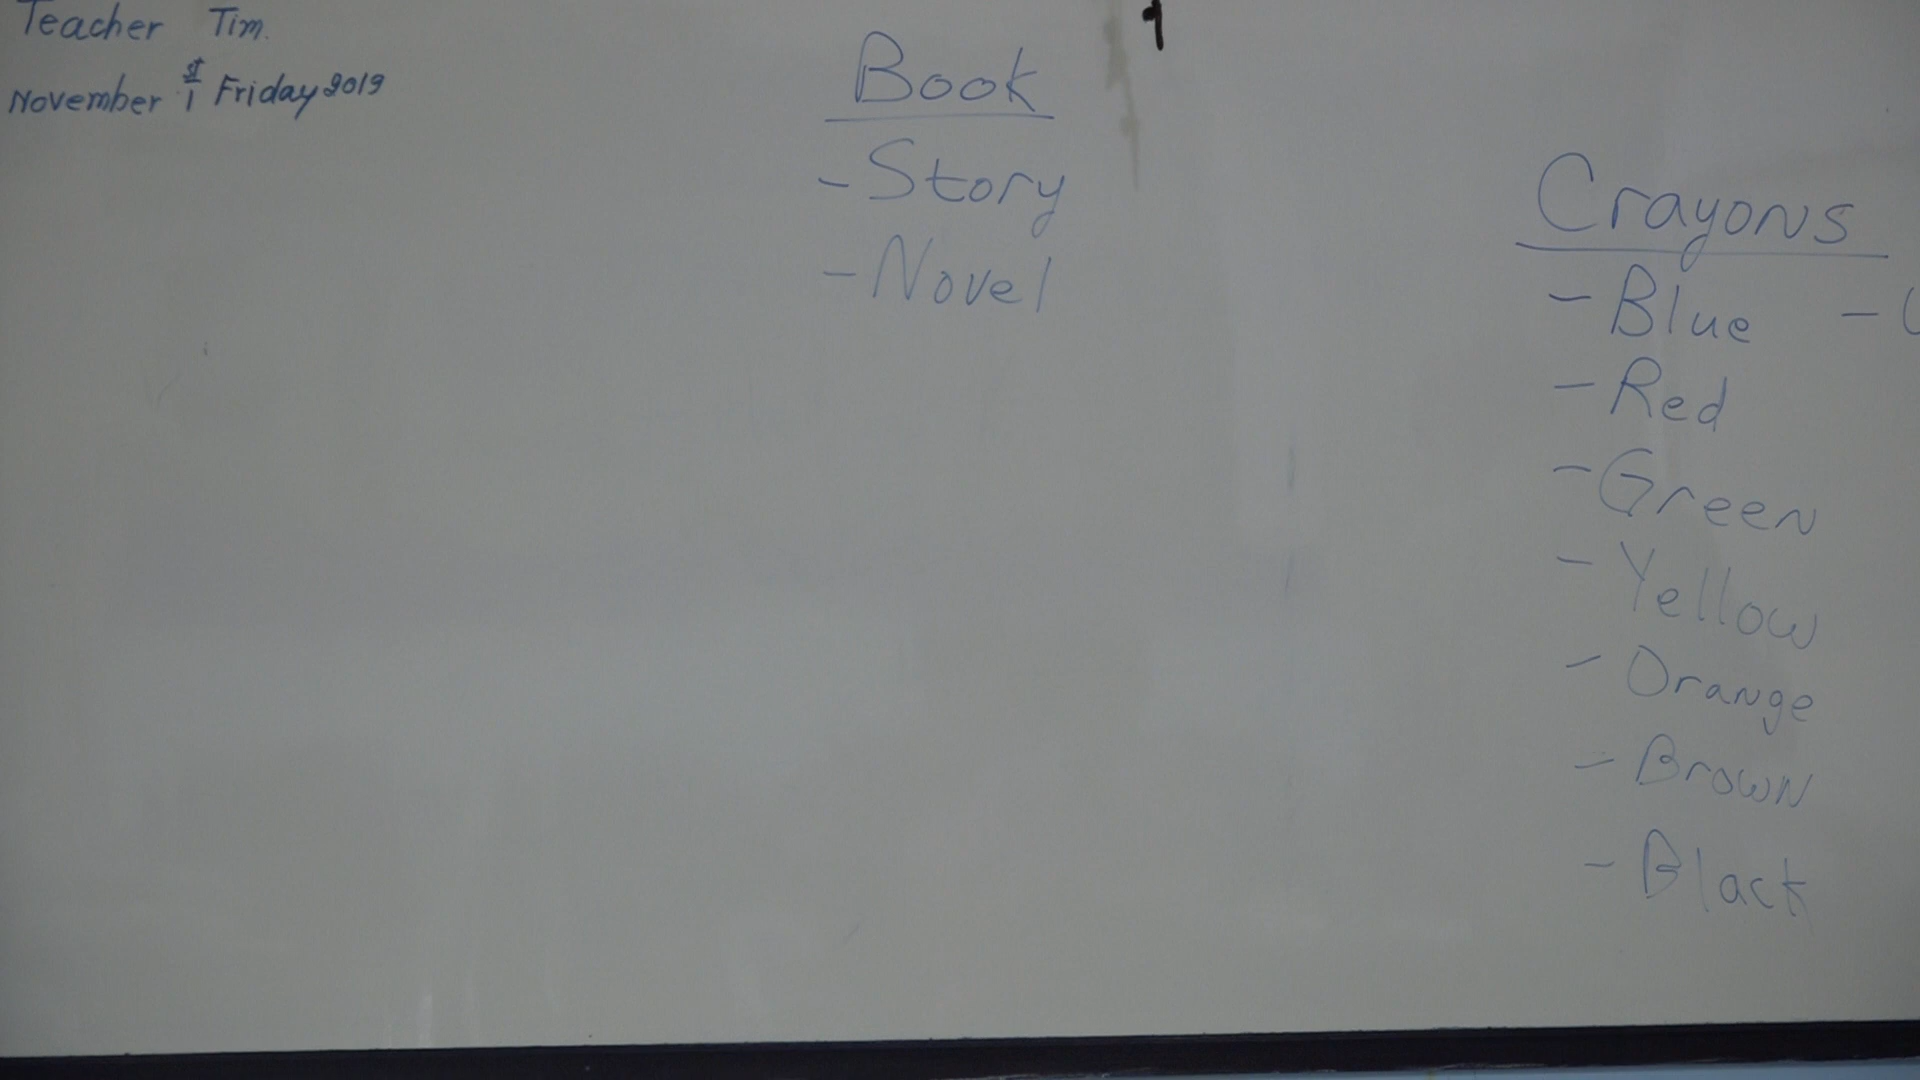 Teacher Tim.
November 1st Friday 2019
Book
- Story
- Novel
Crayons
- Blue -
- Red
- Green
- Yellow
- Orange
- Brown
- Black